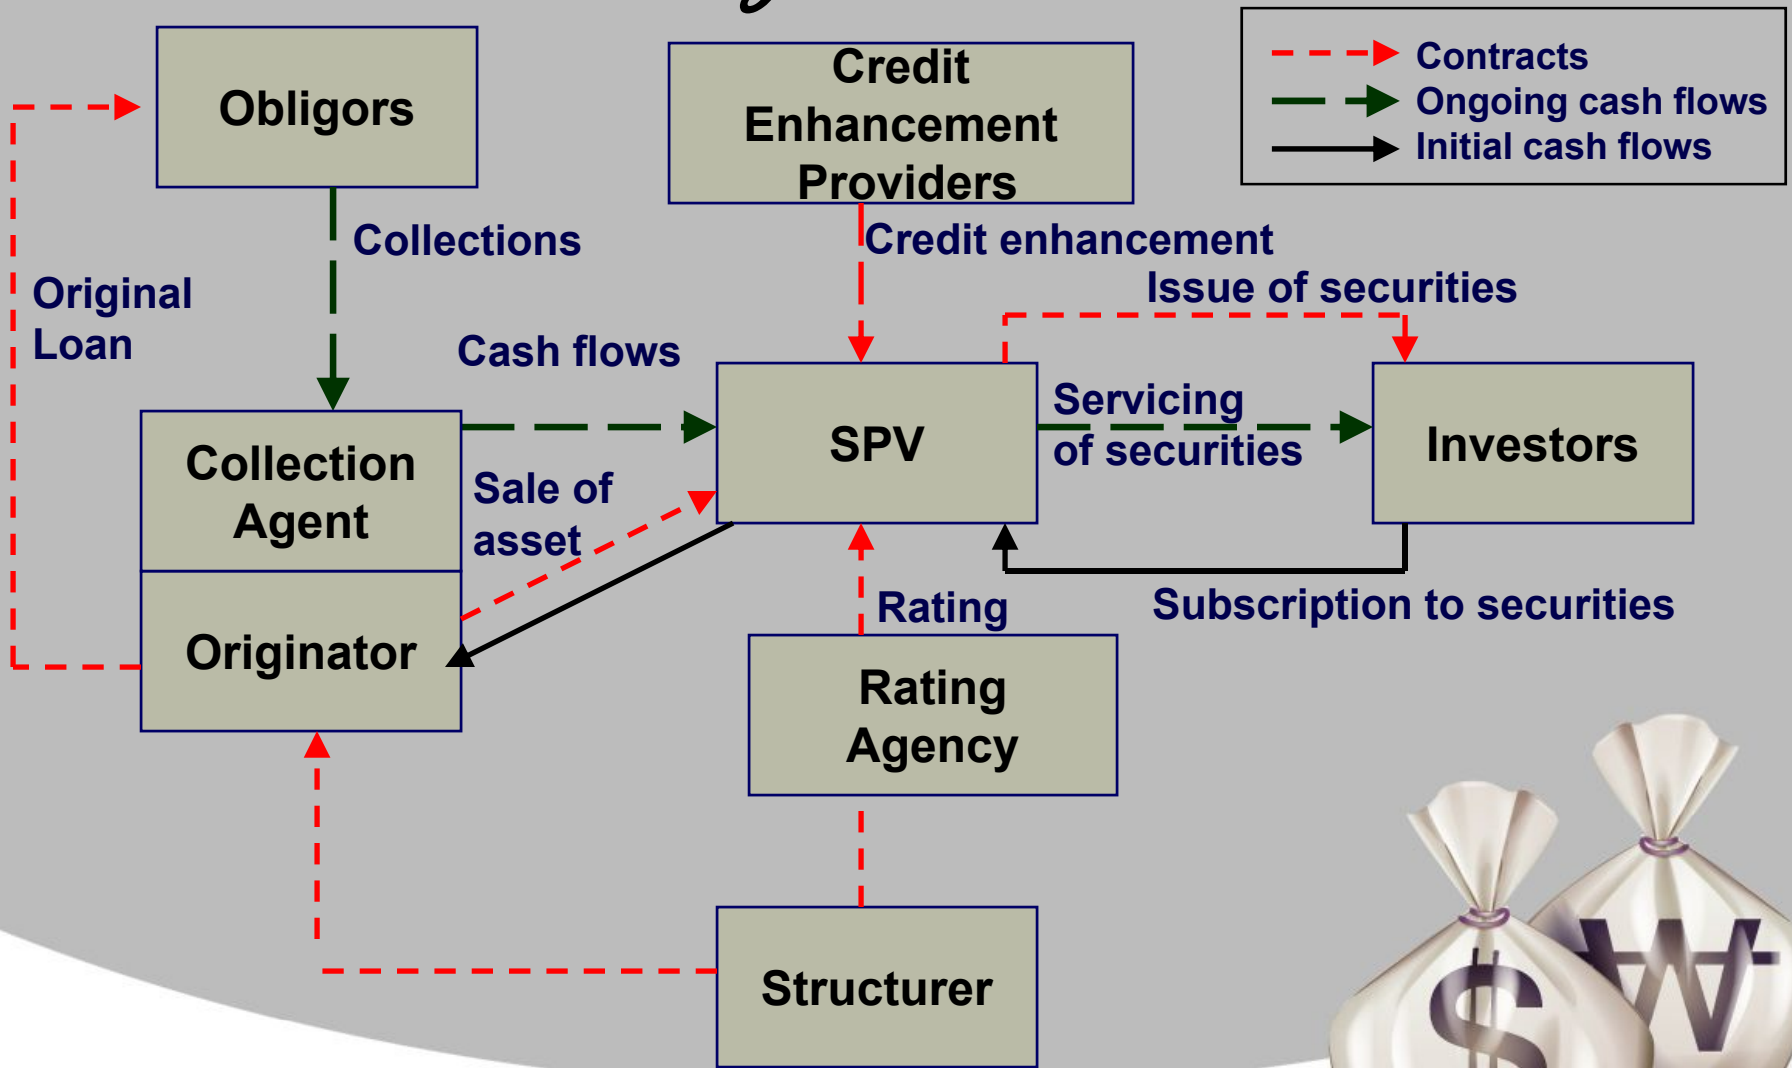 Obligors
Credit
Enhancement
Providers
Contracts
Ongoing cash flows
Initial cash flows
Collections
Credit enhancement
Issue of securities
Original
Loan
Cash flows
Servicing
of securities
SPV
Investors
Collection
Agent
Sale of
asset
Originator
Rating
Subscription to securities
Rating
Agency
Structurer
$
₩